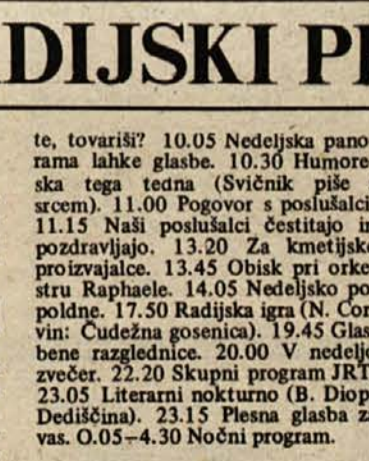 DIJSKI P
te, tovariši? 10.05 Nedeljska pano
rama lahke glasbe. 10.30 Humore
ska tega tedna (Svičnik piše
srcem). 11.00 Pogovor s poslušalci
11.15 Naši poslušalci čestitajo i
pozdravljajo. 13.20 Za kmetijsk
proizvajalce. 13.45 Obisk pri orke
stru Raphaele. 14.05 Nedeljsko po
poldne. 17.50 Radijska igra (N. Cor
vin: Čudežna gosenica). 19.45 Glas
bene razglednice. 20.00 V nedeljo
zvečer. 22.20 Skupni program JRT
23.05 Literarni nokturno (B. Diop
Dediščina). 23.15 Plesna glasba z
vas. 0.05–4.30 Nočni program.